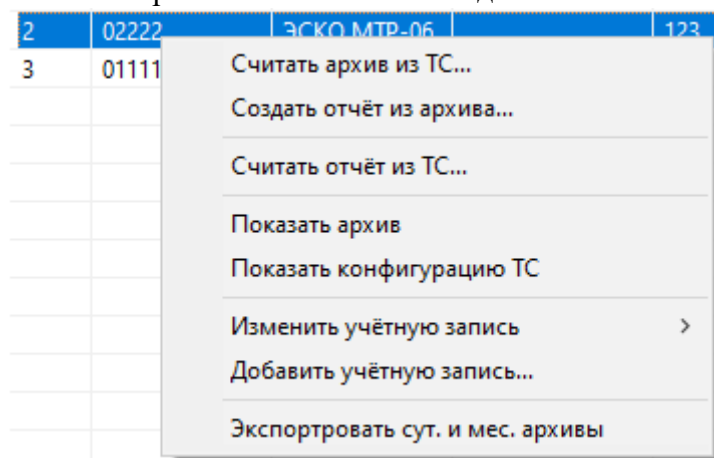 2 02222 ЭСКО МТР-06 123
3 01111
Считать архив из ТС...
Создать отчёт из архива...
Считать отчёт из ТС...
Показать архив
Показать конфигурацию ТС
Изменить учётную запись >
Добавить учётную запись...
Экспортровать сут. и мес. архивы